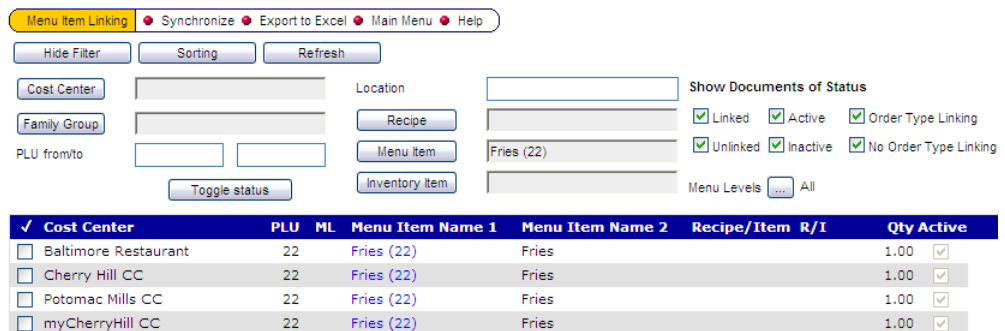 Menu Item Linking Synchronize Export to Excel Main Menu Help
Hide Filter Sorting Refresh
Cost Center Location Show Documents of Status
Family Group Recipe Linked Active Order Type Linking
PLU from/to Menu Item Fries (22) Unlinked Inactive No Order Type Linking
Toggle status Inventory Item Menu Levels ... All
Cost Center PLU ML Menu Item Name 1 Menu Item Name 2 Recipe/Item R/I Qty Active
Baltimore Restaurant 22 Fries (22) Fries 1.00
Cherry Hill CC 22 Fries (22) Fries 1.00
Potomac Mills CC 22 Fries (22) Fries 1.00
myCherryHill CC 22 Fries (22) Fries 1.00